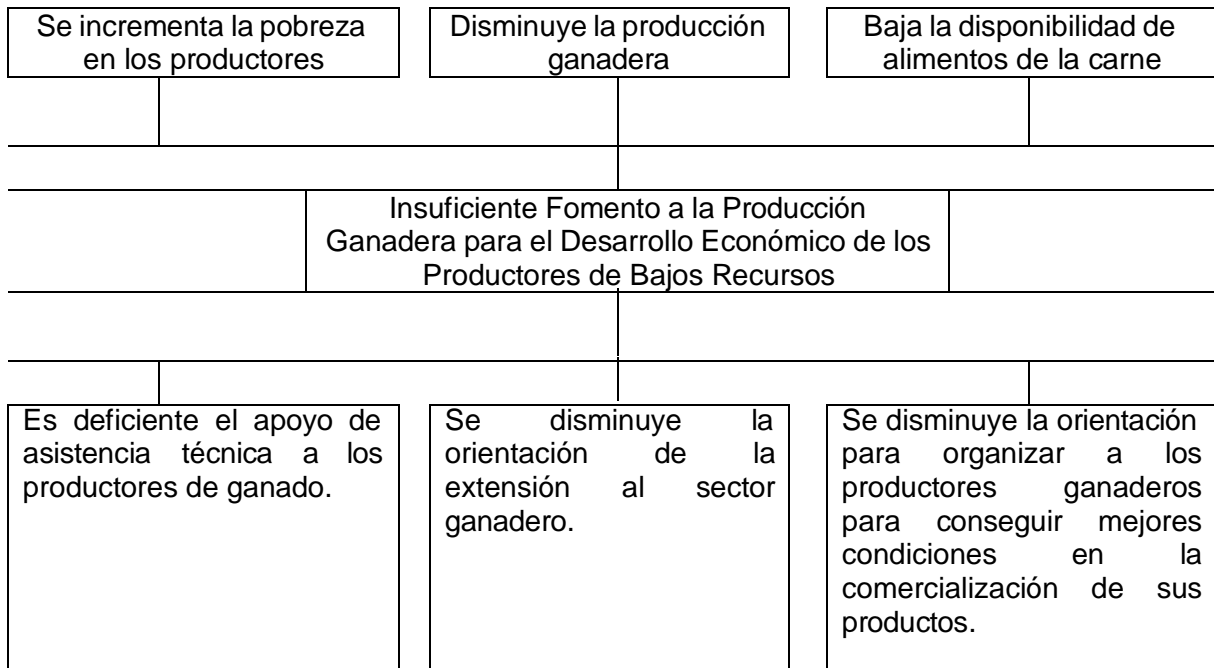 Se incrementa la pobreza
en los productores
Disminuye la producción
ganadera
Baja la disponibilidad de
alimentos de la carne
Insuficiente Fomento a la Producción
Ganadera para el Desarrollo Económico de los
Productores de Bajos Recursos
Es deficiente el apoyo de
asistencia técnica a los
productores de ganado.
Se disminuye la
orientación de la
extensión al sector
ganadero.
Se disminuye la orientación
para organizar a los
productores ganaderos
para conseguir mejores
condiciones en la
comercialización de sus
productos.